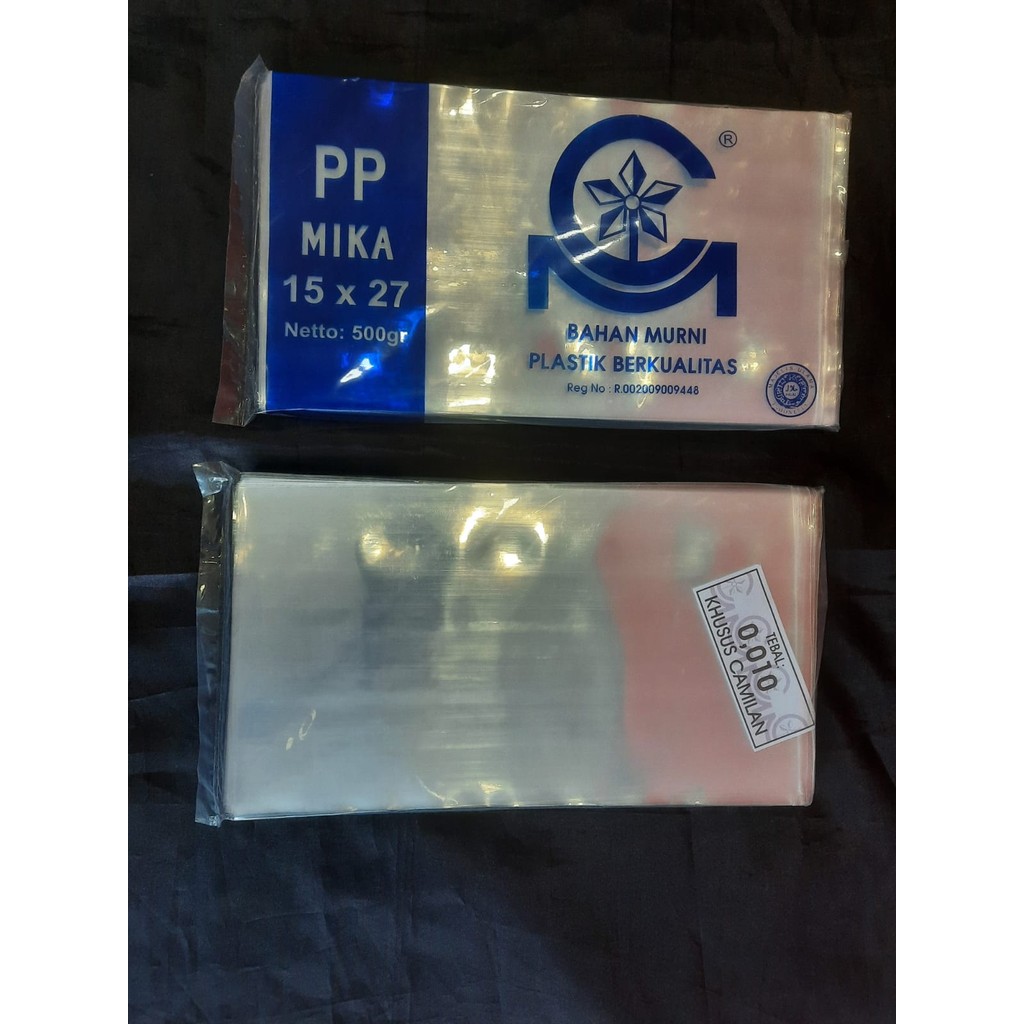 PP
MIKA
15 x 27
Netto: 500gr
®
BAHAN MURNI
PLASTIK BERKUALITAS
Reg No : R.002009009448
TEBAL:
0,010
KHUSUS CAMILAN